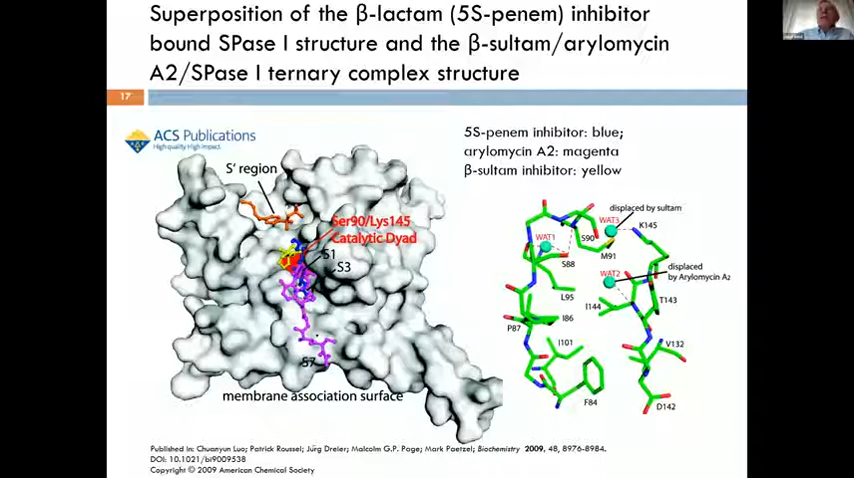 Superposition of the β-lactam (5S-penem) inhibitor
bound SPase I structure and the β-sultam/arylomycin
A2/SPase I ternary complex structure
17
ACS Publications
High quality. High impact.
5S-penem inhibitor: blue;
arylomycin A2: magenta
β-sultam inhibitor: yellow
S' region
Ser90/Lys145
Catalytic Dyad
S1
S3
S7
membrane association surface
WAT3
displaced by sultam
K145
S90
WAT1
M91
S88
displaced
by Arylomycin A2
WAT2
L95
T143
I144
P87
I86
I101
V132
F84
D142
Published in: Chuanyun Luo; Patrick Roussel; Jürg Dreier; Malcolm G.P. Page; Mark Paetzel; Biochemistry 2009, 48, 8976-8984.
DOI: 10.1021/bi9009538
Copyright © 2009 American Chemical Society